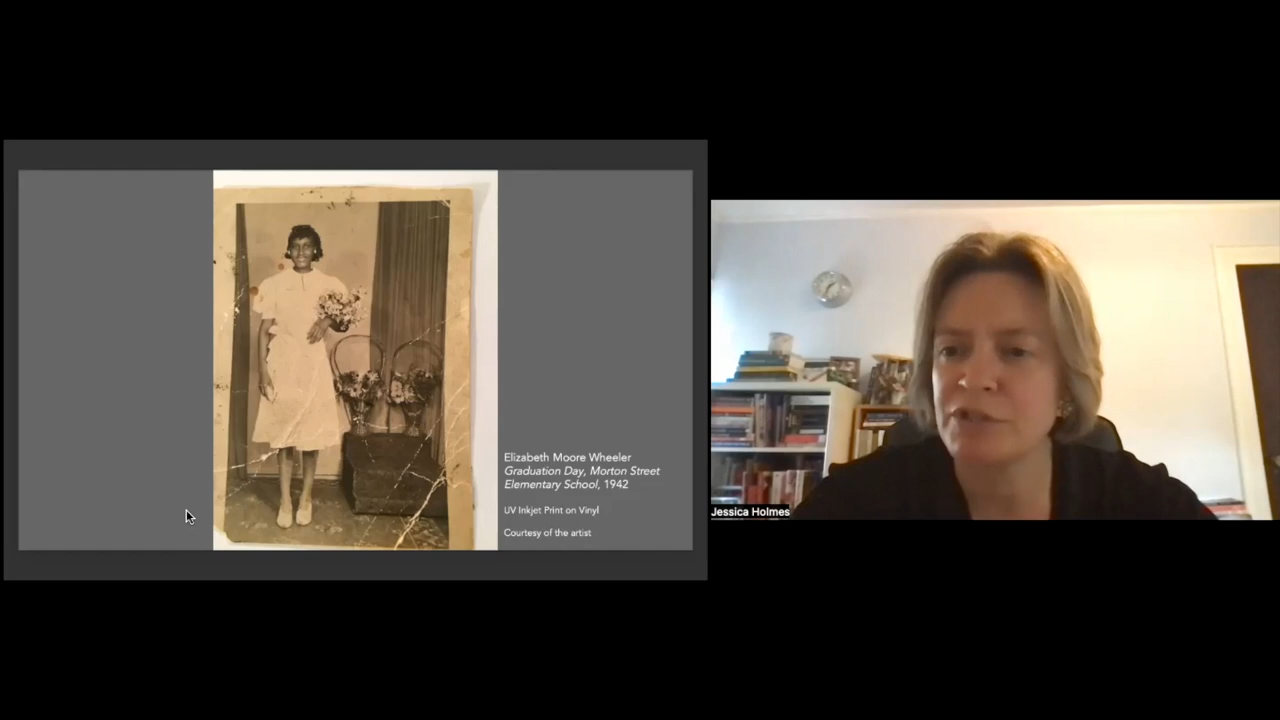 Elizabeth Moore Wheeler
Graduation Day, Morton Street
Elementary School, 1942
UV Inkjet Print on Vinyl
Courtesy of the artist
Jessica Holmes